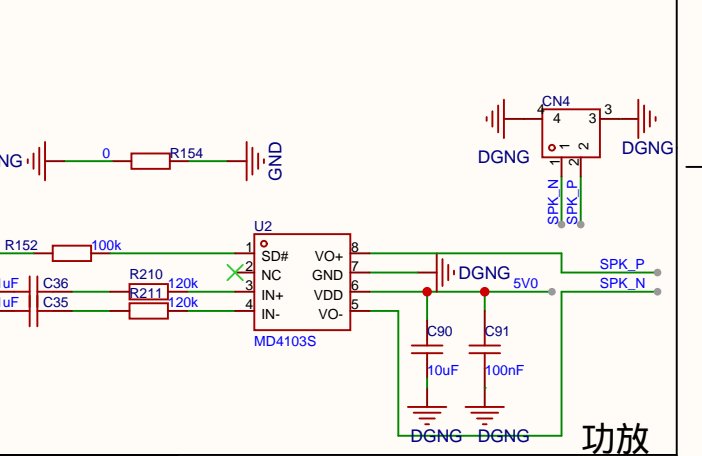 CN4
4 4 3 3
DGNG DGNG
1 2
1 2
SPK_N SPK_P
NG 0 R154 GND
U2
R152 100k 1 SD# VO+ 8
2 NC GND 7 DGNG SPK_P
uF C36 R210 120k 3 IN+ VDD 6 5V0 SPK_N
uF C35 R211 120k 4 IN- VO- 5
MD4103S
C90 C91
10uF 100nF
DGNG DGNG
功放